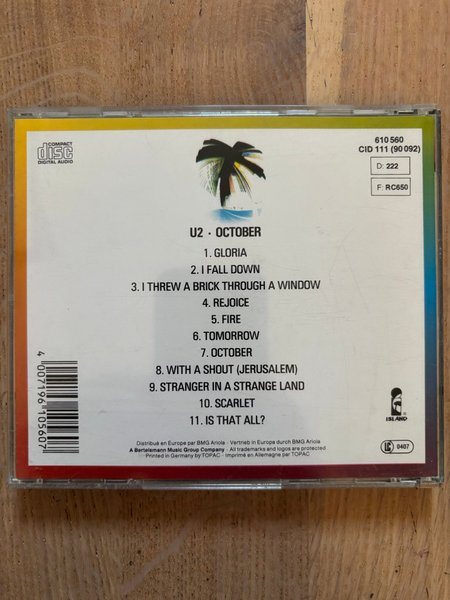 COMPACT
disc
DIGITAL AUDIO
610 560
CID 111 (90 092)
D: 222
F: RC650
U2 · OCTOBER
1. GLORIA
2. I FALL DOWN
3. I THREW A BRICK THROUGH A WINDOW
4. REJOICE
5. FIRE
6. TOMORROW
7. OCTOBER
8. WITH A SHOUT (JERUSALEM)
9. STRANGER IN A STRANGE LAND
10. SCARLET
11. IS THAT ALL?
4 007196 105607
ISLAND
Distribué en Europe par BMG Ariola · Vertrieb in Europa durch BMG Ariola
A Bertelsmann Music Group Company · All trademarks and logos are protected
Printed in Germany by TOPAC · Imprimé en Allemagne par TOPAC
LC 0407